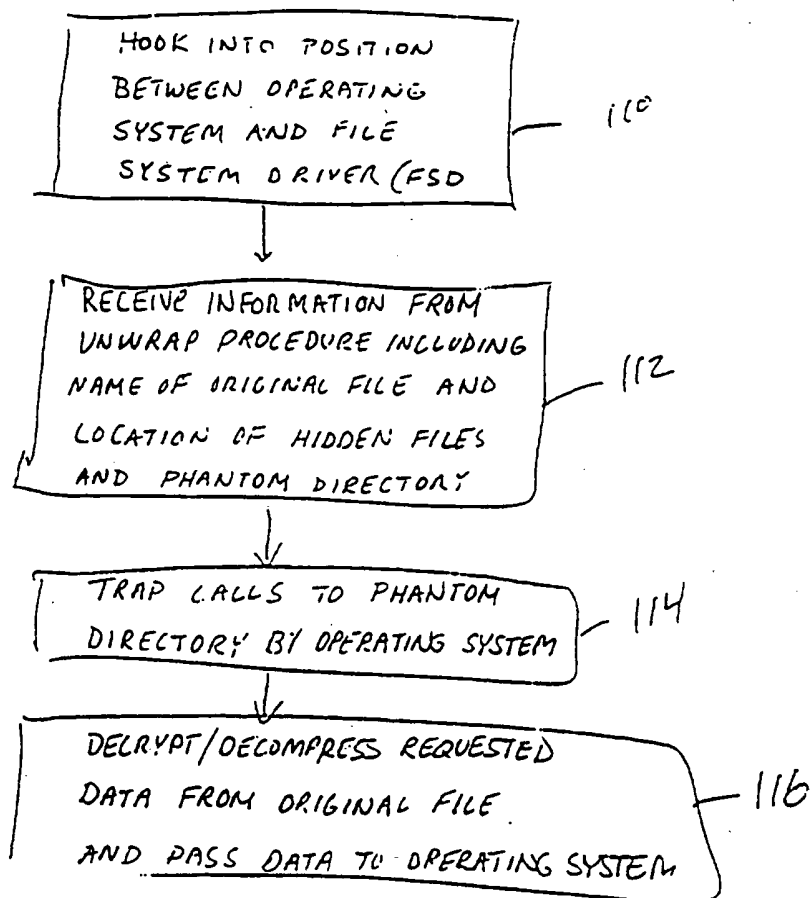 HOOK INTO POSITION
BETWEEN OPERATING
SYSTEM AND FILE
SYSTEM DRIVER (FSD
110
RECEIVE INFORMATION FROM
UNWRAP PROCEDURE INCLUDING
NAME OF ORIGINAL FILE AND
LOCATION OF HIDDEN FILES
AND PHANTOM DIRECTORY
112
TRAP CALLS TO PHANTOM
DIRECTORY BY OPERATING SYSTEM
114
DECRYPT/DECOMPRESS REQUESTED
DATA FROM ORIGINAL FILE
AND PASS DATA TO OPERATING SYSTEM
116